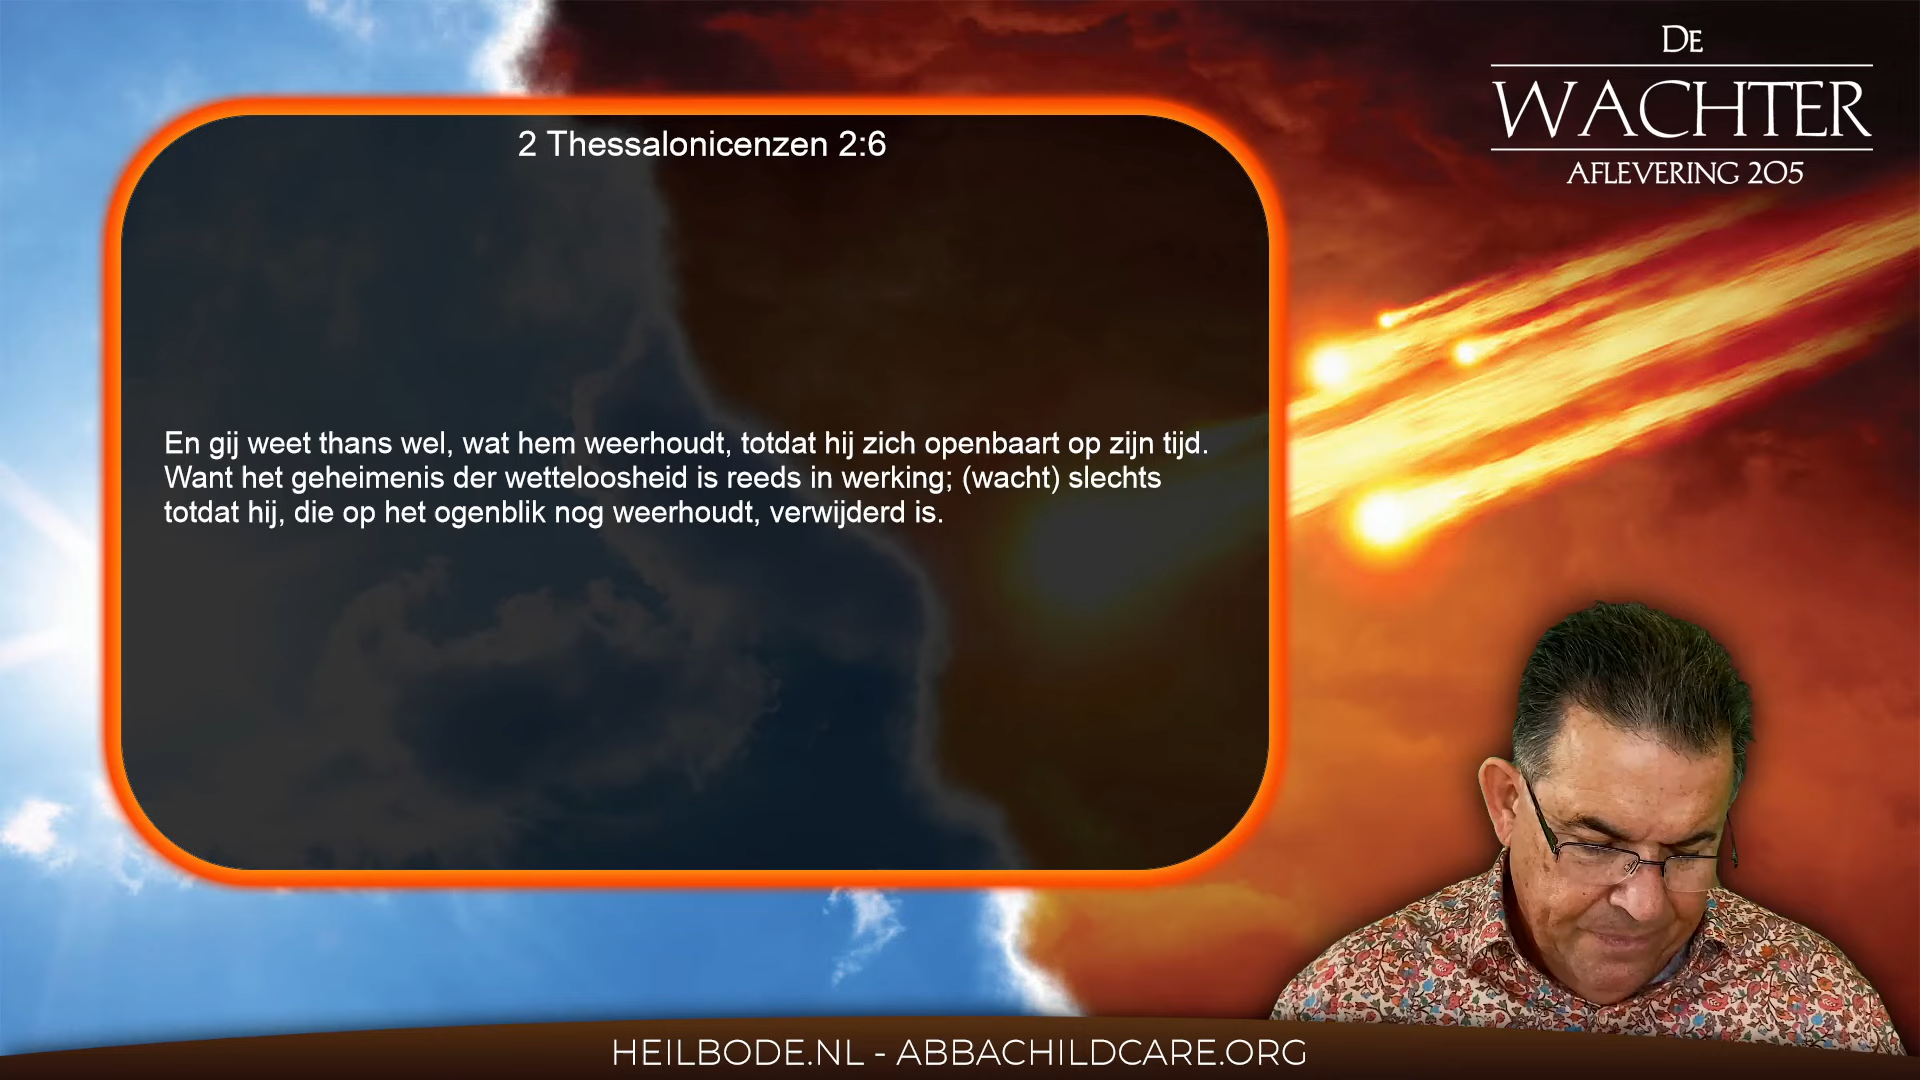 De
Wachter
Aflevering 205
2 Thessalonicenzen 2:6
En gij weet thans wel, wat hem weerhoudt, totdat hij zich openbaart op zijn tijd.
Want het geheimenis der wetteloosheid is reeds in werking; (wacht) slechts
totdat hij, die op het ogenblik nog weerhoudt, verwijderd is.
HEILBODE.NL - ABBACHILDCARE.ORG